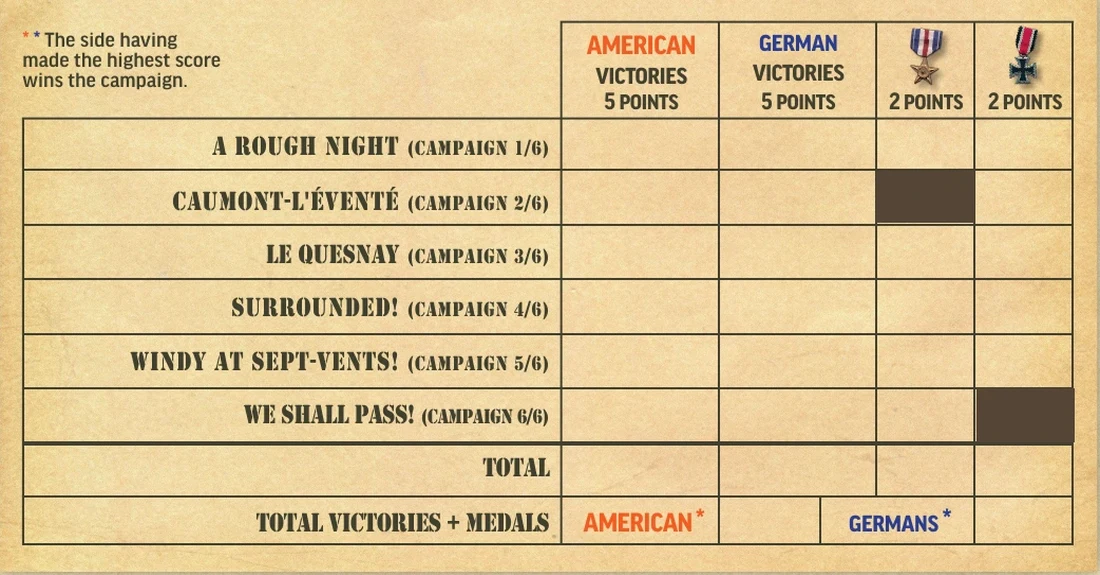 * * The side having
made the highest score
wins the campaign.
AMERICAN
VICTORIES
5 POINTS
GERMAN
VICTORIES
5 POINTS
2 POINTS
2 POINTS
A ROUGH NIGHT (CAMPAIGN 1/6)
CAUMONT-L'ÉVENTÉ (CAMPAIGN 2/6)
LE QUESNAY (CAMPAIGN 3/6)
SURROUNDED! (CAMPAIGN 4/6)
WINDY AT SEPT-VENTS! (CAMPAIGN 5/6)
WE SHALL PASS! (CAMPAIGN 6/6)
TOTAL
TOTAL VICTORIES + MEDALS
AMERICAN *
GERMANS *